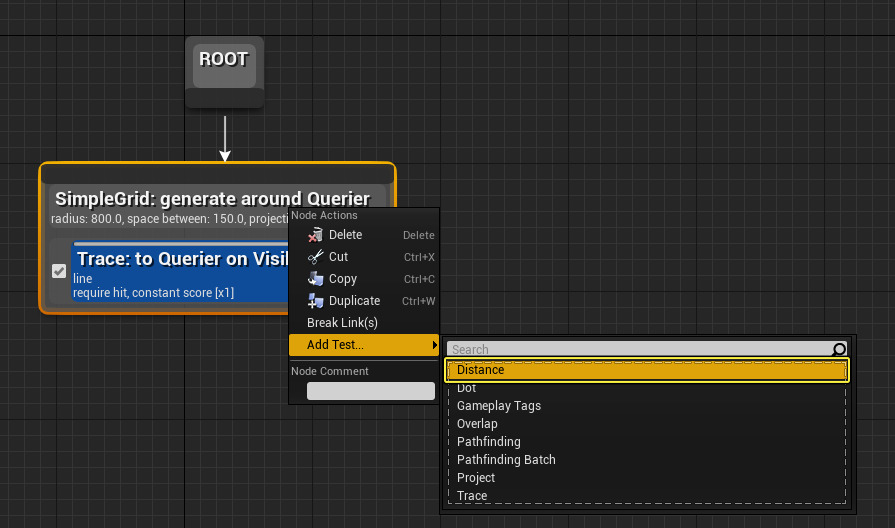 ROOT
SimpleGrid: generate around Querier
radius: 800.0, space between: 150.0, projecti
Trace: to Querier on Visi
line
require hit, constant score [x1]
Node Actions
Delete Delete
Cut Ctrl+X
Copy Ctrl+C
Duplicate Ctrl+W
Break Link(s)
Add Test...
Node Comment
Search
Distance
Dot
Gameplay Tags
Overlap
Pathfinding
Pathfinding Batch
Project
Trace